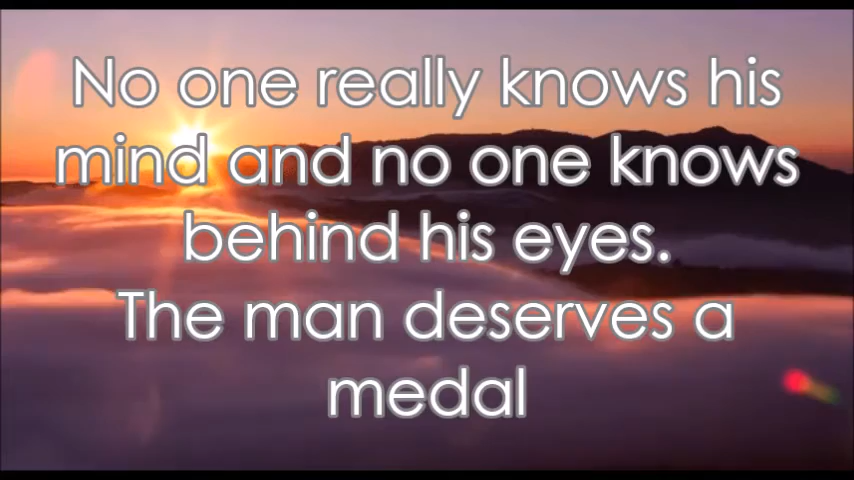 No one really knows his
mind and no one knows
behind his eyes.
The man deserves a
medal